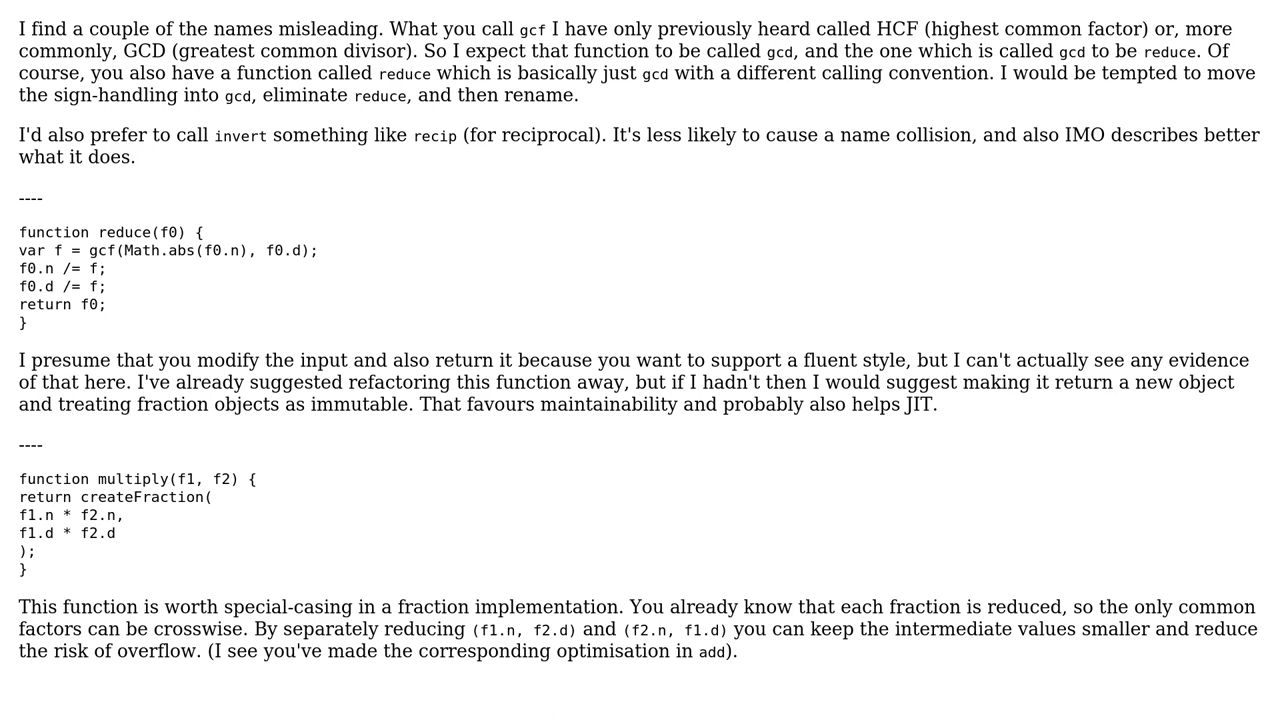 I find a couple of the names misleading. What you call gcf I have only previously heard called HCF (highest common factor) or, more
commonly, GCD (greatest common divisor). So I expect that function to be called gcd, and the one which is called gcd to be reduce. Of
course, you also have a function called reduce which is basically just gcd with a different calling convention. I would be tempted to move
the sign-handling into gcd, eliminate reduce, and then rename.
I'd also prefer to call invert something like recip (for reciprocal). It's less likely to cause a name collision, and also IMO describes better
what it does.
----
function reduce(f0) {
var f = gcf(Math.abs(f0.n), f0.d);
f0.n /= f;
f0.d /= f;
return f0;
}
I presume that you modify the input and also return it because you want to support a fluent style, but I can't actually see any evidence
of that here. I've already suggested refactoring this function away, but if I hadn't then I would suggest making it return a new object
and treating fraction objects as immutable. That favours maintainability and probably also helps JIT.
----
function multiply(f1, f2) {
return createFraction(
f1.n * f2.n,
f1.d * f2.d
);
}
This function is worth special-casing in a fraction implementation. You already know that each fraction is reduced, so the only common
factors can be crosswise. By separately reducing (f1.n, f2.d) and (f2.n, f1.d) you can keep the intermediate values smaller and reduce
the risk of overflow. (I see you've made the corresponding optimisation in add).